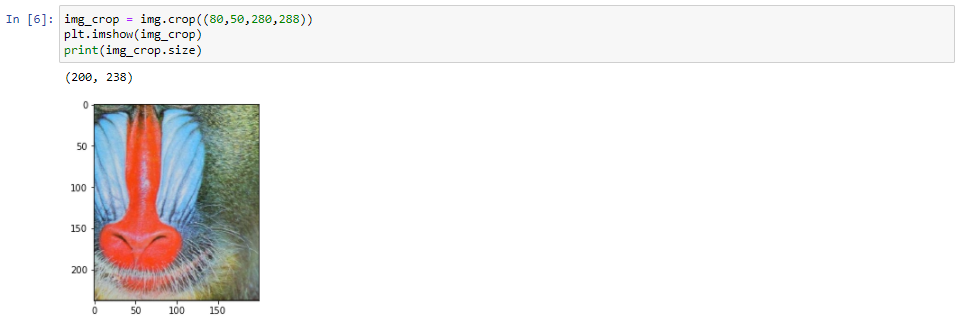 In [6]: img_crop = img.crop((80,50,280,288))
plt.imshow(img_crop)
print(img_crop.size)
(200, 238)
0
50
100
150
200
0 50 100 150